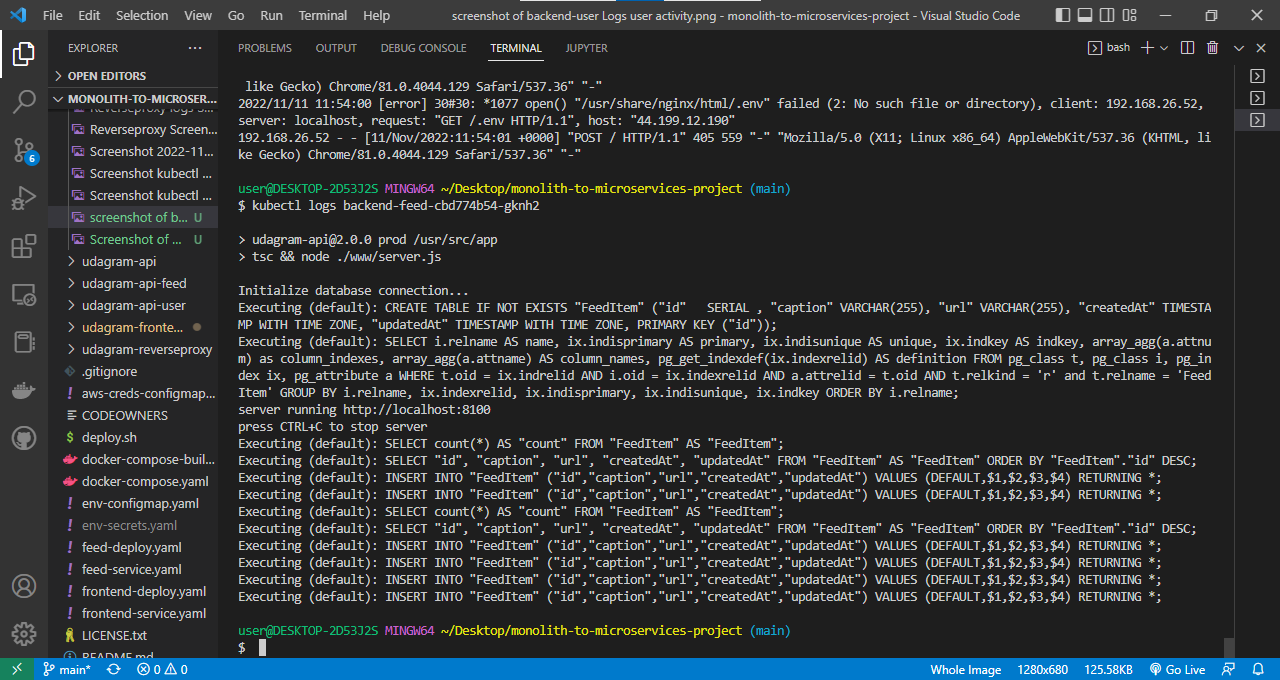 File Edit Selection View Go Run Terminal Help screenshot of backend-user Logs user activity.png - monolith-to-microservices-project - Visual Studio Code
EXPLORER ...
OPEN EDITORS
MONOLITH-TO-MICROSER...
Reverseproxy logs S...
Reverseproxy Screen...
Screenshot 2022-11...
Screenshot kubectl ...
Screenshot kubectl ...
screenshot of b... U
Screenshot of ... U
udagram-api
udagram-api-feed
udagram-api-user
udagram-fronte...
udagram-reverseproxy
.gitignore
aws-creds-configmap...
CODEOWNERS
deploy.sh
docker-compose-buil...
docker-compose.yaml
env-configmap.yaml
env-secrets.yaml
feed-deploy.yaml
feed-service.yaml
frontend-deploy.yaml
frontend-service.yaml
LICENSE.txt
README.md
6
PROBLEMS OUTPUT DEBUG CONSOLE TERMINAL JUPYTER bash
like Gecko) Chrome/81.0.4044.129 Safari/537.36" "-"
2022/11/11 11:54:00 [error] 30#30: *1077 open() "/usr/share/nginx/html/.env" failed (2: No such file or directory), client: 192.168.26.52,
server: localhost, request: "GET /.env HTTP/1.1", host: "44.199.12.190"
192.168.26.52 - - [11/Nov/2022:11:54:01 +0000] "POST / HTTP/1.1" 405 559 "-" "Mozilla/5.0 (X11; Linux x86_64) AppleWebKit/537.36 (KHTML, li
ke Gecko) Chrome/81.0.4044.129 Safari/537.36" "-"
user@DESKTOP-2D53J2S MINGW64 ~/Desktop/monolith-to-microservices-project (main)
$ kubectl logs backend-feed-cbd774b54-gknh2
> udagram-api@2.0.0 prod /usr/src/app
> tsc && node ./www/server.js
Initialize database connection...
Executing (default): CREATE TABLE IF NOT EXISTS "FeedItem" ("id" SERIAL , "caption" VARCHAR(255), "url" VARCHAR(255), "createdAt" TIMESTA
MP WITH TIME ZONE, "updatedAt" TIMESTAMP WITH TIME ZONE, PRIMARY KEY ("id"));
Executing (default): SELECT i.relname AS name, ix.indisprimary AS primary, ix.indisunique AS unique, ix.indkey AS indkey, array_agg(a.attnu
m) as column_indexes, array_agg(a.attname) AS column_names, pg_get_indexdef(ix.indexrelid) AS definition FROM pg_class t, pg_class i, pg_in
dex ix, pg_attribute a WHERE t.oid = ix.indrelid AND i.oid = ix.indexrelid AND a.attrelid = t.oid AND t.relkind = 'r' and t.relname = 'Feed
Item' GROUP BY i.relname, ix.indexrelid, ix.indisprimary, ix.indisunique, ix.indkey ORDER BY i.relname;
server running http://localhost:8100
press CTRL+C to stop server
Executing (default): SELECT count(*) AS "count" FROM "FeedItem" AS "FeedItem";
Executing (default): SELECT "id", "caption", "url", "createdAt", "updatedAt" FROM "FeedItem" AS "FeedItem" ORDER BY "FeedItem"."id" DESC;
Executing (default): INSERT INTO "FeedItem" ("id","caption","url","createdAt","updatedAt") VALUES (DEFAULT,$1,$2,$3,$4) RETURNING *;
Executing (default): INSERT INTO "FeedItem" ("id","caption","url","createdAt","updatedAt") VALUES (DEFAULT,$1,$2,$3,$4) RETURNING *;
Executing (default): SELECT count(*) AS "count" FROM "FeedItem" AS "FeedItem";
Executing (default): SELECT "id", "caption", "url", "createdAt", "updatedAt" FROM "FeedItem" AS "FeedItem" ORDER BY "FeedItem"."id" DESC;
Executing (default): INSERT INTO "FeedItem" ("id","caption","url","createdAt","updatedAt") VALUES (DEFAULT,$1,$2,$3,$4) RETURNING *;
Executing (default): INSERT INTO "FeedItem" ("id","caption","url","createdAt","updatedAt") VALUES (DEFAULT,$1,$2,$3,$4) RETURNING *;
Executing (default): INSERT INTO "FeedItem" ("id","caption","url","createdAt","updatedAt") VALUES (DEFAULT,$1,$2,$3,$4) RETURNING *;
Executing (default): INSERT INTO "FeedItem" ("id","caption","url","createdAt","updatedAt") VALUES (DEFAULT,$1,$2,$3,$4) RETURNING *;
user@DESKTOP-2D53J2S MINGW64 ~/Desktop/monolith-to-microservices-project (main)
$
main* 0 0 Whole Image 1280x680 125.58KB Go Live